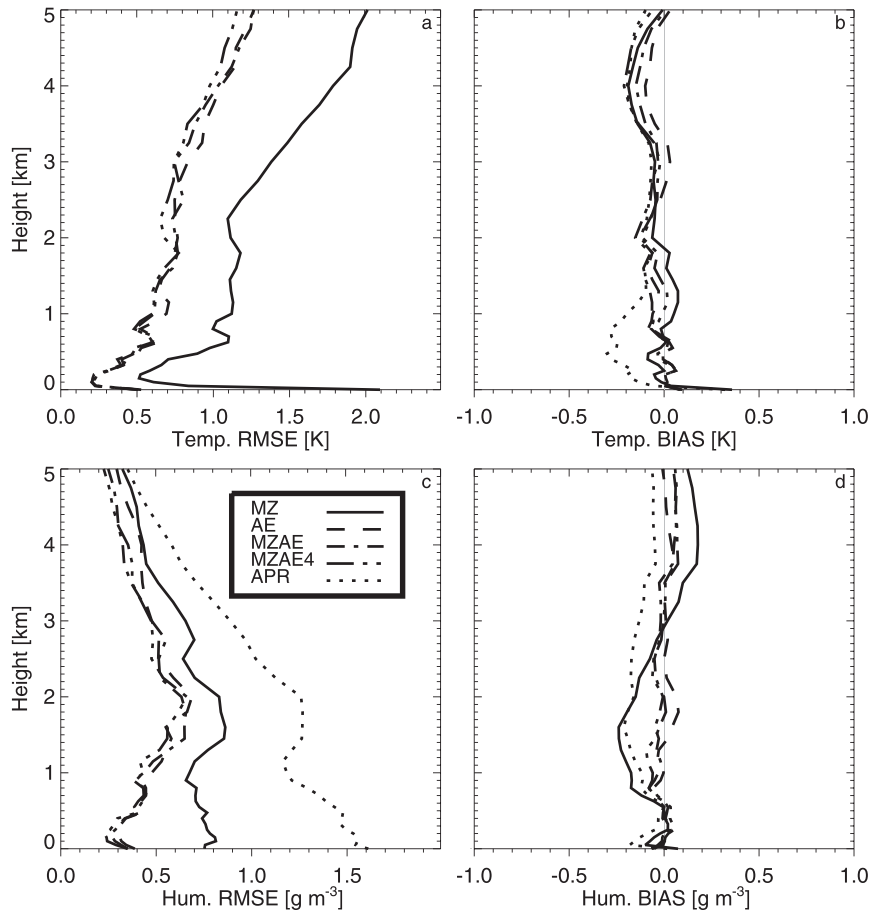 a
5
4
3
2
1
0
Height [km]
0.0 0.5 1.0 1.5 2.0
Temp. RMSE [K]
b
-1.0 -0.5 0.0 0.5 1.0
Temp. BIAS [K]
c
MZ
AE
MZAE
MZAE4
APR
5
4
3
2
1
0
Height [km]
0.0 0.5 1.0 1.5
Hum. RMSE [g m⁻³]
d
-1.0 -0.5 0.0 0.5 1.0
Hum. BIAS [g m⁻³]